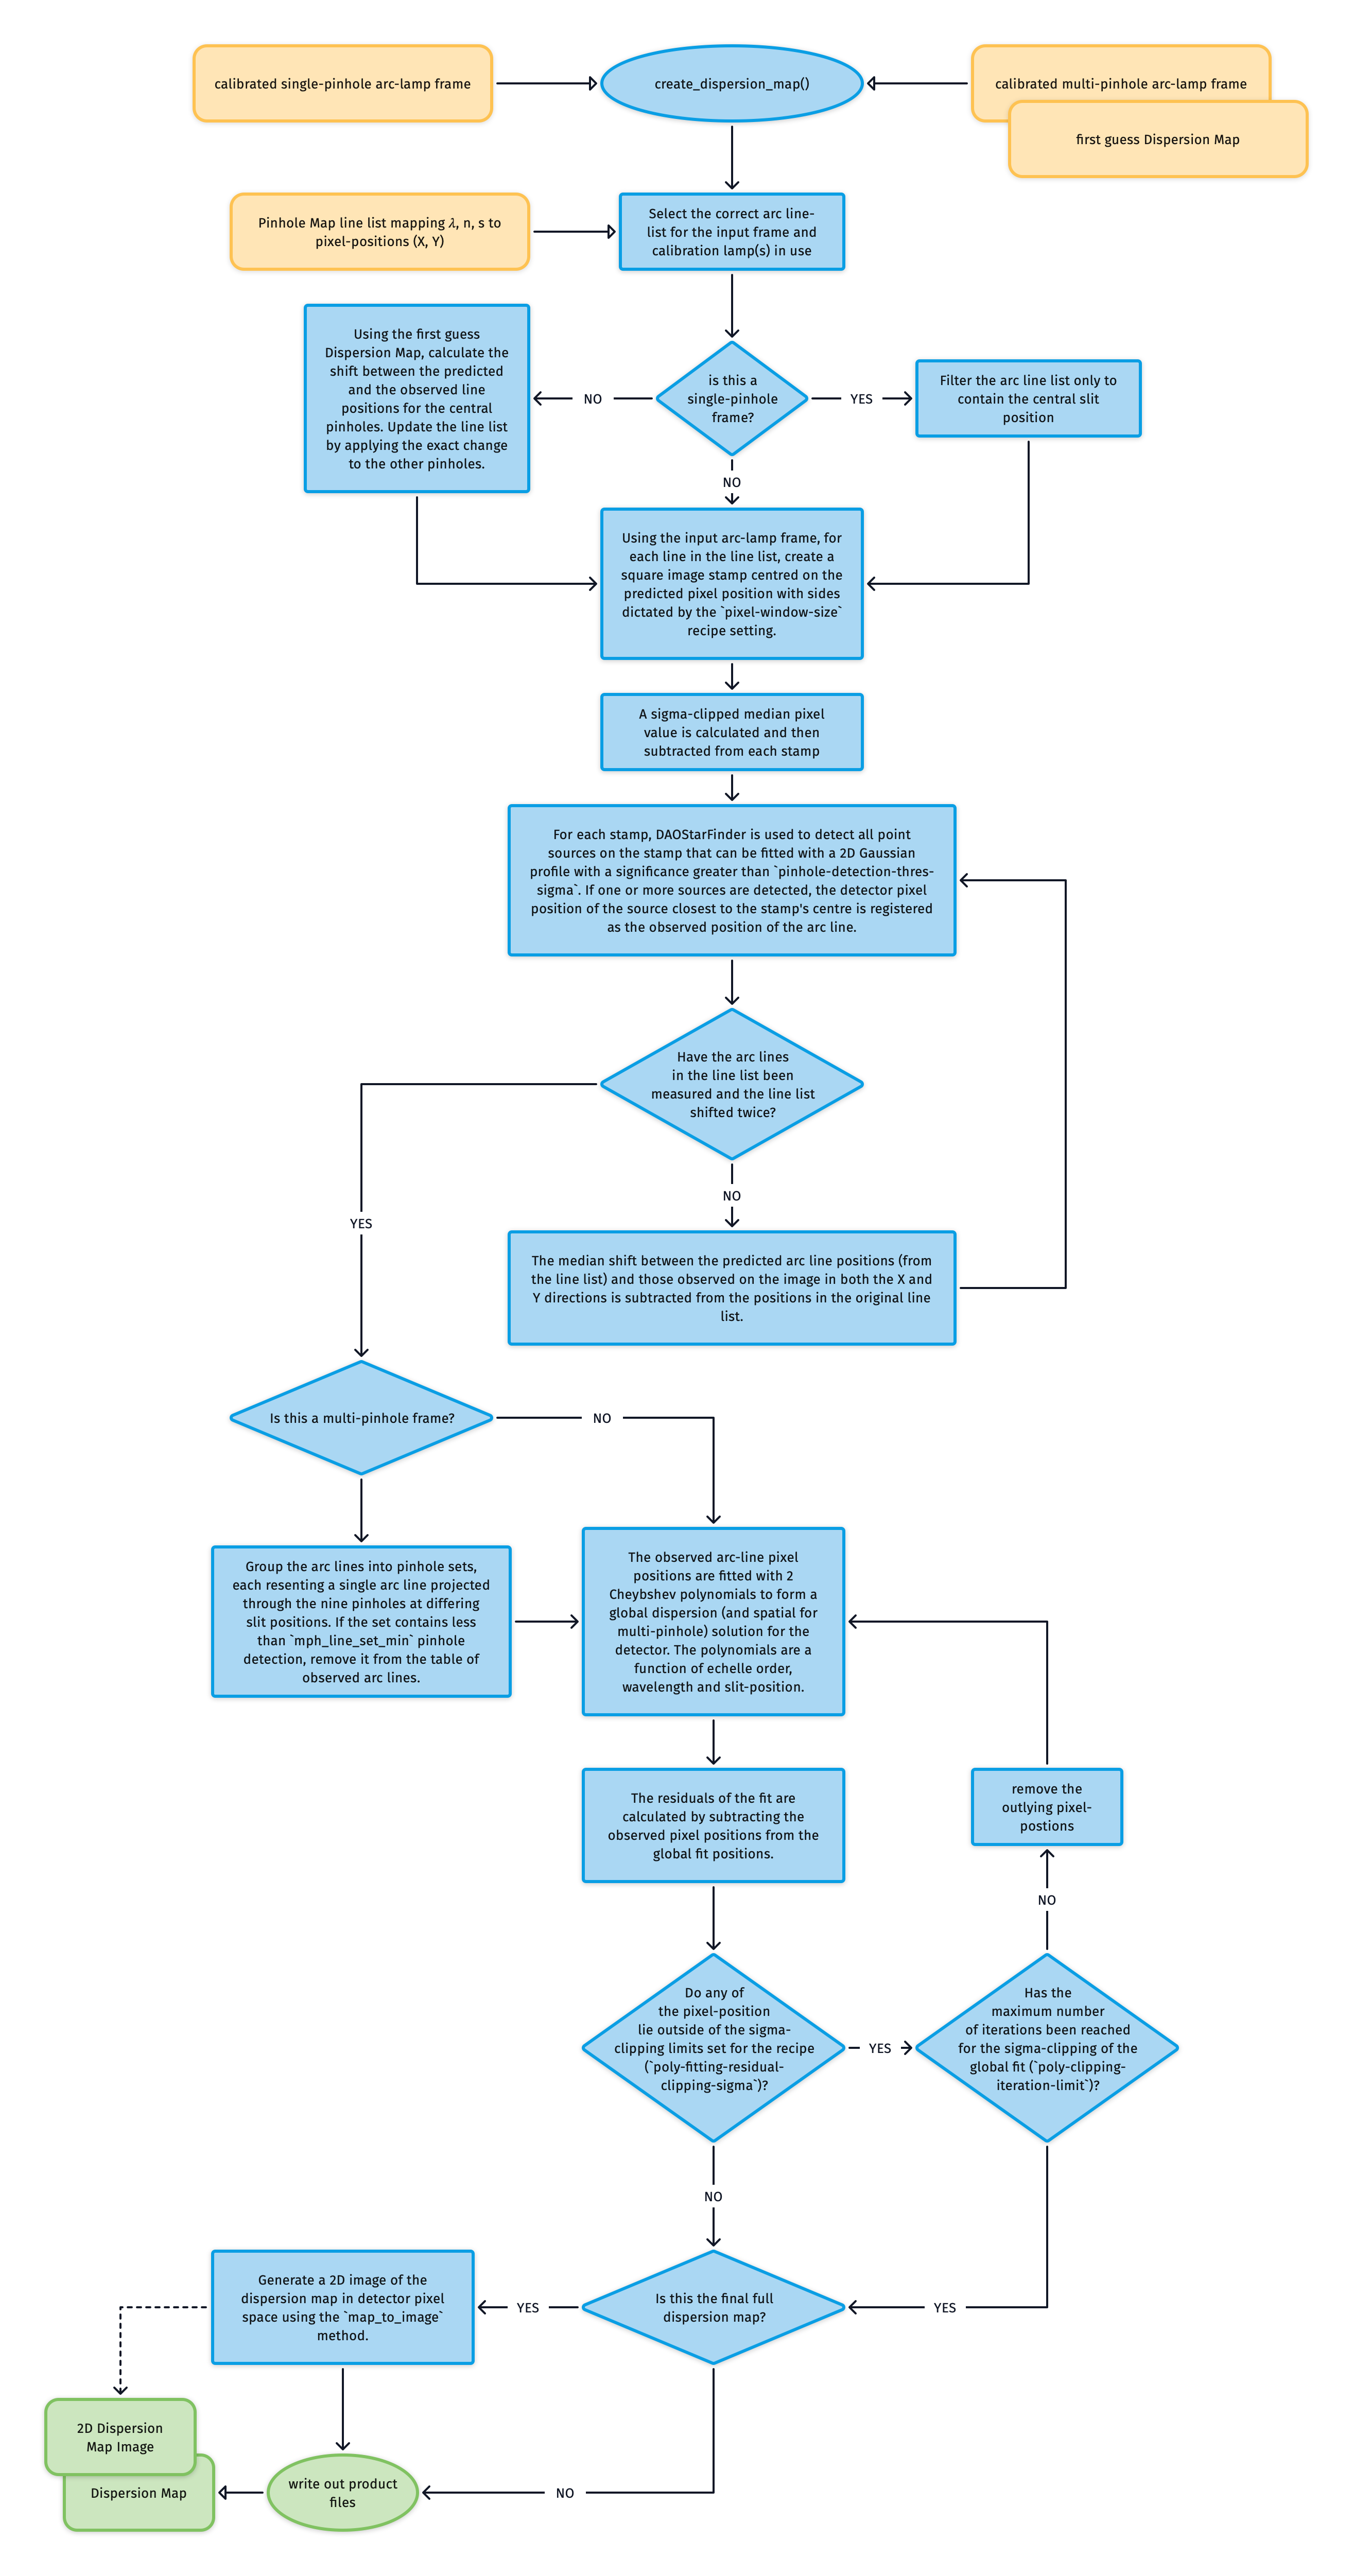 calibrated single-pinhole arc-lamp frame
create_dispersion_map()
calibrated multi-pinhole arc-lamp frame
first guess Dispersion Map
Pinhole Map line list mapping λ, n, s to
pixel-positions (X, Y)
Select the correct arc line-
list for the input frame and
calibration lamp(s) in use
Using the first guess
Dispersion Map, calculate the
shift between the predicted
and the observed line
positions for the central
pinholes. Update the line list
by applying the exact change
to the other pinholes.
NO
is this a
single-pinhole
frame?
YES
Filter the arc line list only to
contain the central slit
position
NO
Using the input arc-lamp frame, for
each line in the line list, create a
square image stamp centred on the
predicted pixel position with sides
dictated by the `pixel-window-size`
recipe setting.
A sigma-clipped median pixel
value is calculated and then
subtracted from each stamp
For each stamp, DAOStarFinder is used to detect all point
sources on the stamp that can be fitted with a 2D Gaussian
profile with a significance greater than `pinhole-detection-thres-
sigma`. If one or more sources are detected, the detector pixel
position of the source closest to the stamp's centre is registered
as the observed position of the arc line.
Have the arc lines
in the line list been
measured and the line list
shifted twice?
NO
YES
The median shift between the predicted arc line positions (from
the line list) and those observed on the image in both the X and
Y directions is subtracted from the positions in the original line
list.
Is this a multi-pinhole frame?
NO
Group the arc lines into pinhole sets,
each resenting a single arc line projected
through the nine pinholes at differing
slit positions. If the set contains less
than `mph_line_set_min` pinhole
detection, remove it from the table of
observed arc lines.
The observed arc-line pixel
positions are fitted with 2
Cheybshev polynomials to form a
global dispersion (and spatial for
multi-pinhole) solution for the
detector. The polynomials are a
function of echelle order,
wavelength and slit-position.
The residuals of the fit are
calculated by subtracting the
observed pixel positions from the
global fit positions.
remove the
outlying pixel-
postions
NO
Do any of
the pixel-position
lie outside of the sigma-
clipping limits set for the recipe
(`poly-fitting-residual-
clipping-sigma`)?
YES
Has the
maximum number
of iterations been reached
for the sigma-clipping of the
global fit (`poly-clipping-
iteration-limit`)?
NO
Generate a 2D image of the
dispersion map in detector pixel
space using the `map_to_image`
method.
YES
Is this the final full
dispersion map?
YES
2D Dispersion
Map Image
Dispersion Map
write out product
files
NO